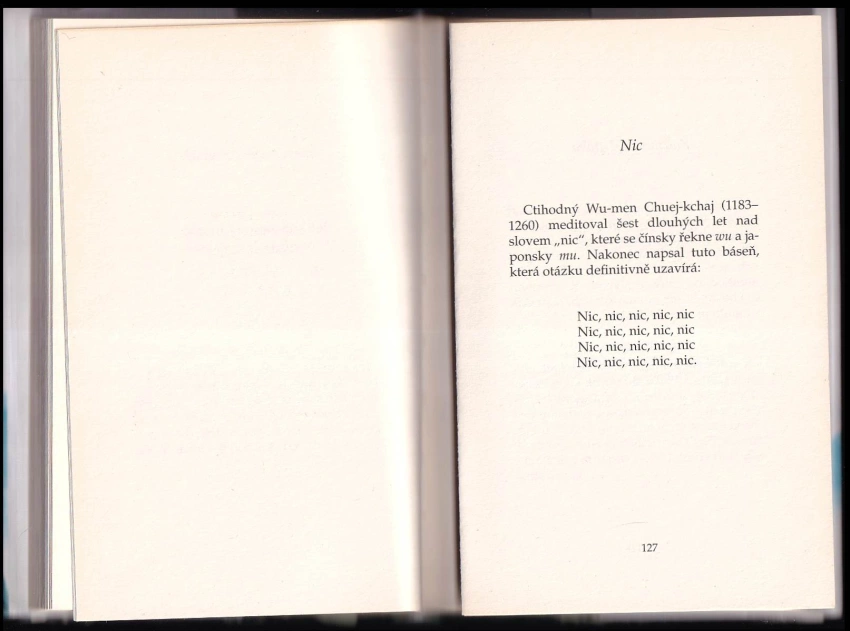 Nic
Ctihodný Wu-men Chuej-kchaj (1183–
1260) meditoval šest dlouhých let nad
slovem „nic“, které se čínsky řekne wu a ja-
ponsky mu. Nakonec napsal tuto báseň,
která otázku definitivně uzavírá:
Nic, nic, nic, nic, nic
Nic, nic, nic, nic, nic
Nic, nic, nic, nic, nic
Nic, nic, nic, nic, nic.
127